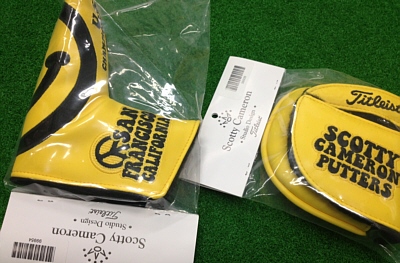 SAN
FRANCISCO
CALIFORNIA
Scotty Cameron
Studio Design
Titleist
Scotty Cameron
Studio Design
Titleist
Titleist
SCOTTY
CAMERON
PUTTERS